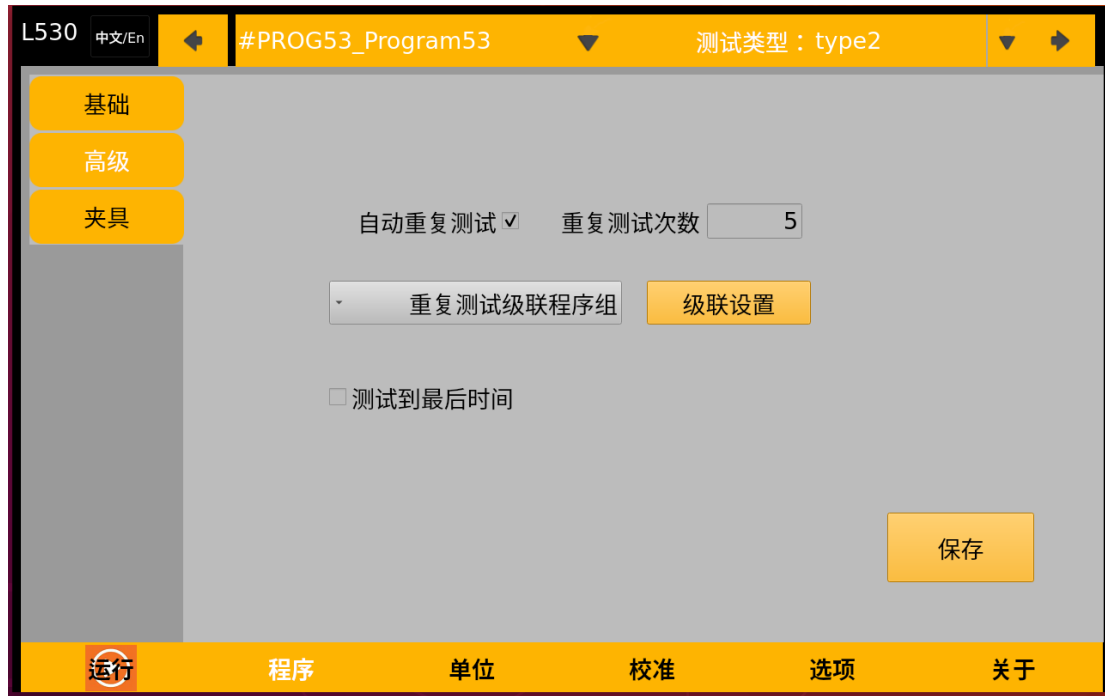 L530 中文/En #PROG53_Program53 测试类型：type2
基础
高级
夹具
自动重复测试 重复测试次数 5
重复测试级联程序组 级联设置
测试到最后时间
保存
运行 程序 单位 校准 选项 关于